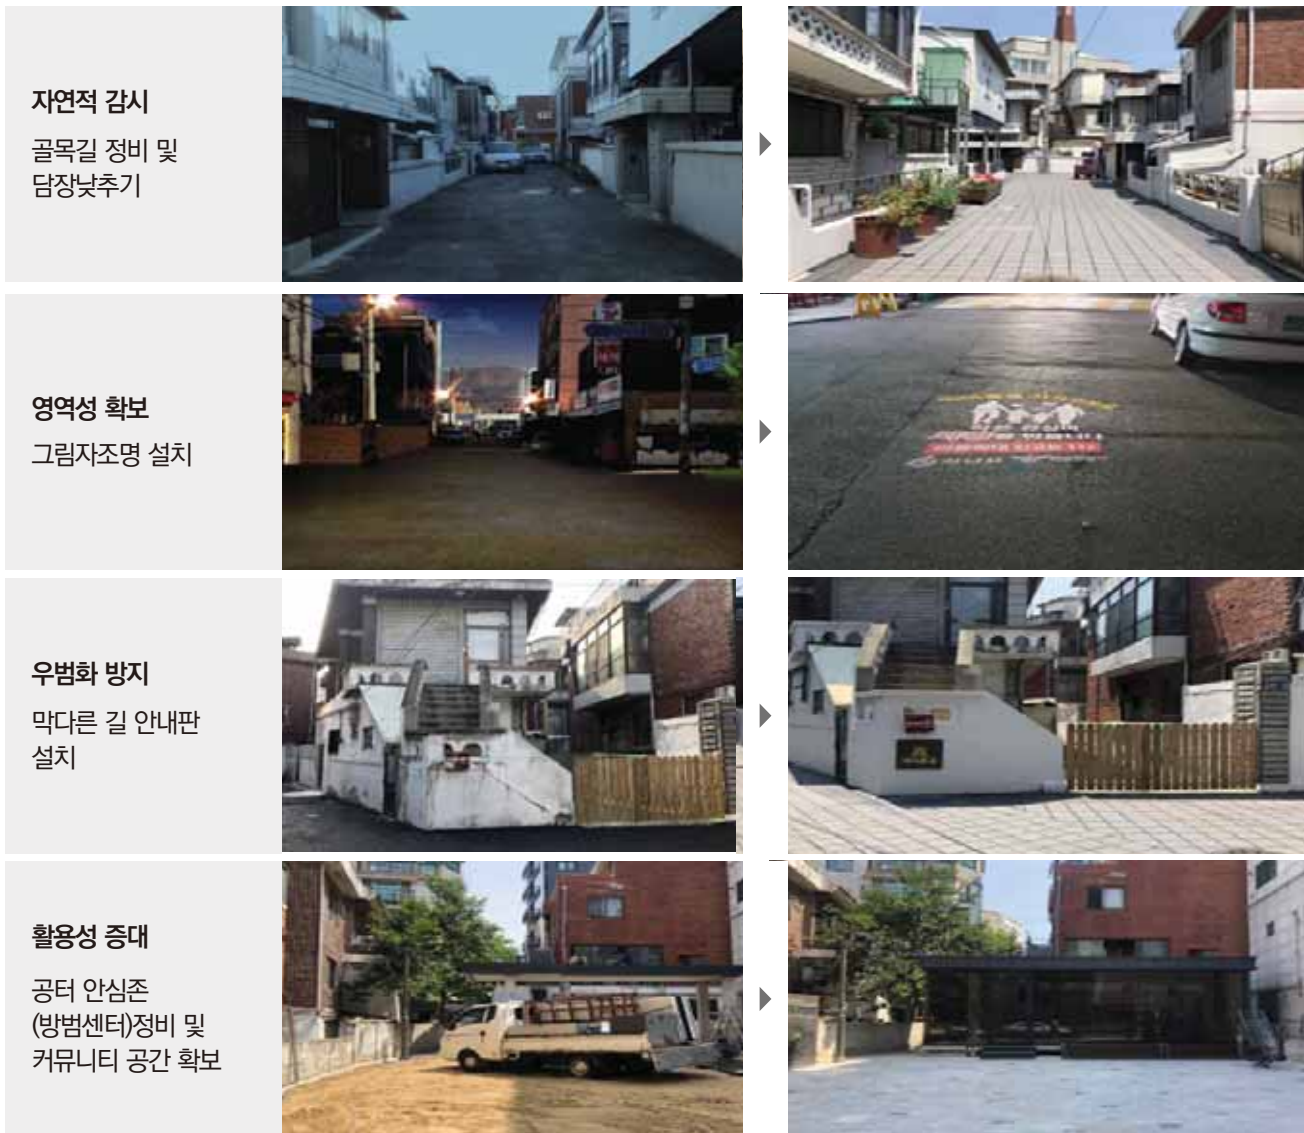 자연적 감시
골목길 정비 및
담장낮추기
영역성 확보
그림자조명 설치
우범화 방지
막다른 길 안내판
설치
활용성 증대
공터 안심존
(방범센터)정비 및
커뮤니티 공간 확보